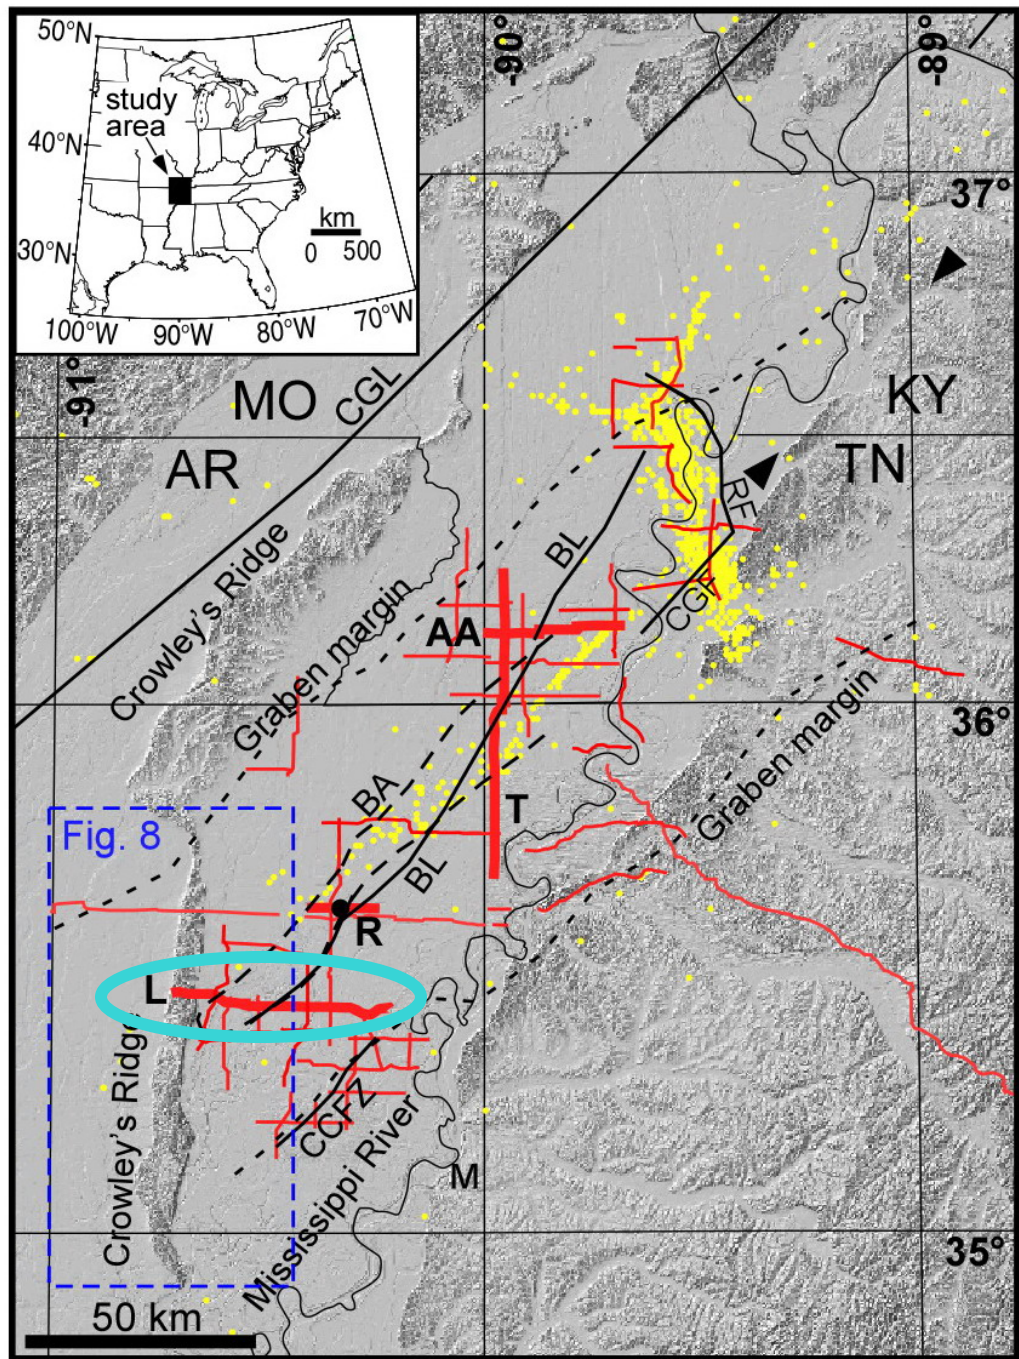 50°N
40°N
30°N
100°W
90°W
80°W
70°W
study
area
km
0 500
-90°
-89°
37°
-91°
MO
CGL
KY
AR
TN
RF
BL
CGF
Crowley's Ridge
Graben margin
AA
36°
Graben margin
BA
T
Fig. 8
BL
R
L
Crowley's Ridge
CCFZ
Mississippi River
M
35°
50 km